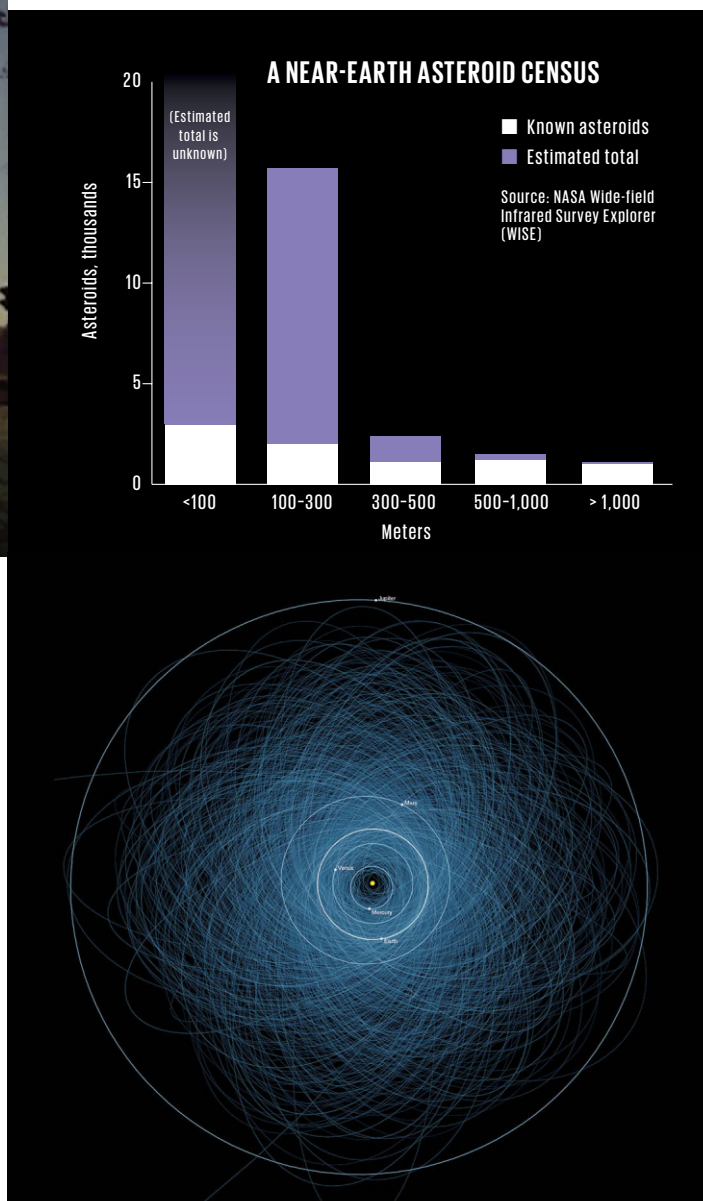 A NEAR-EARTH ASTEROID CENSUS
20
15
10
5
0
Asteroids, thousands
(Estimated
total is
unknown)
Known asteroids
Estimated total
Source: NASA Wide-field
Infrared Survey Explorer
(WISE)
<100
100–300
300–500
500–1,000
> 1,000
Meters
Jupiter
Mars
Venus
Mercury
Earth